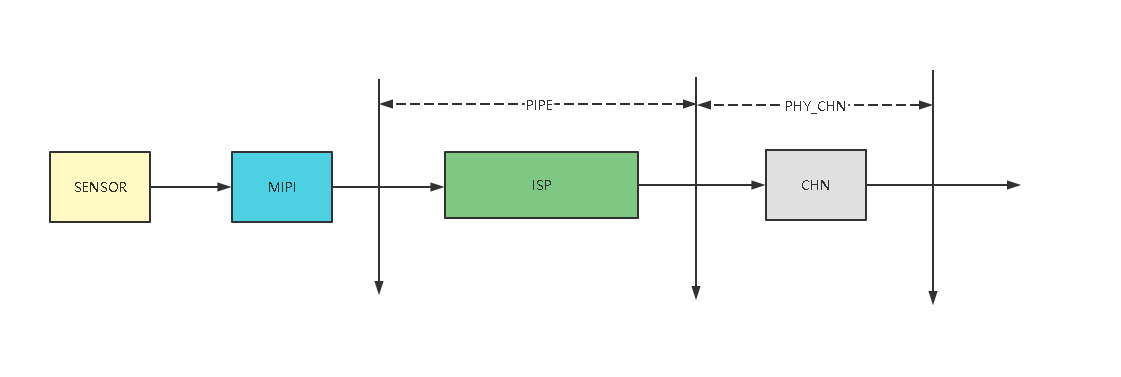 PIPE
PHY_CHN
SENSOR
MIPI
ISP
CHN